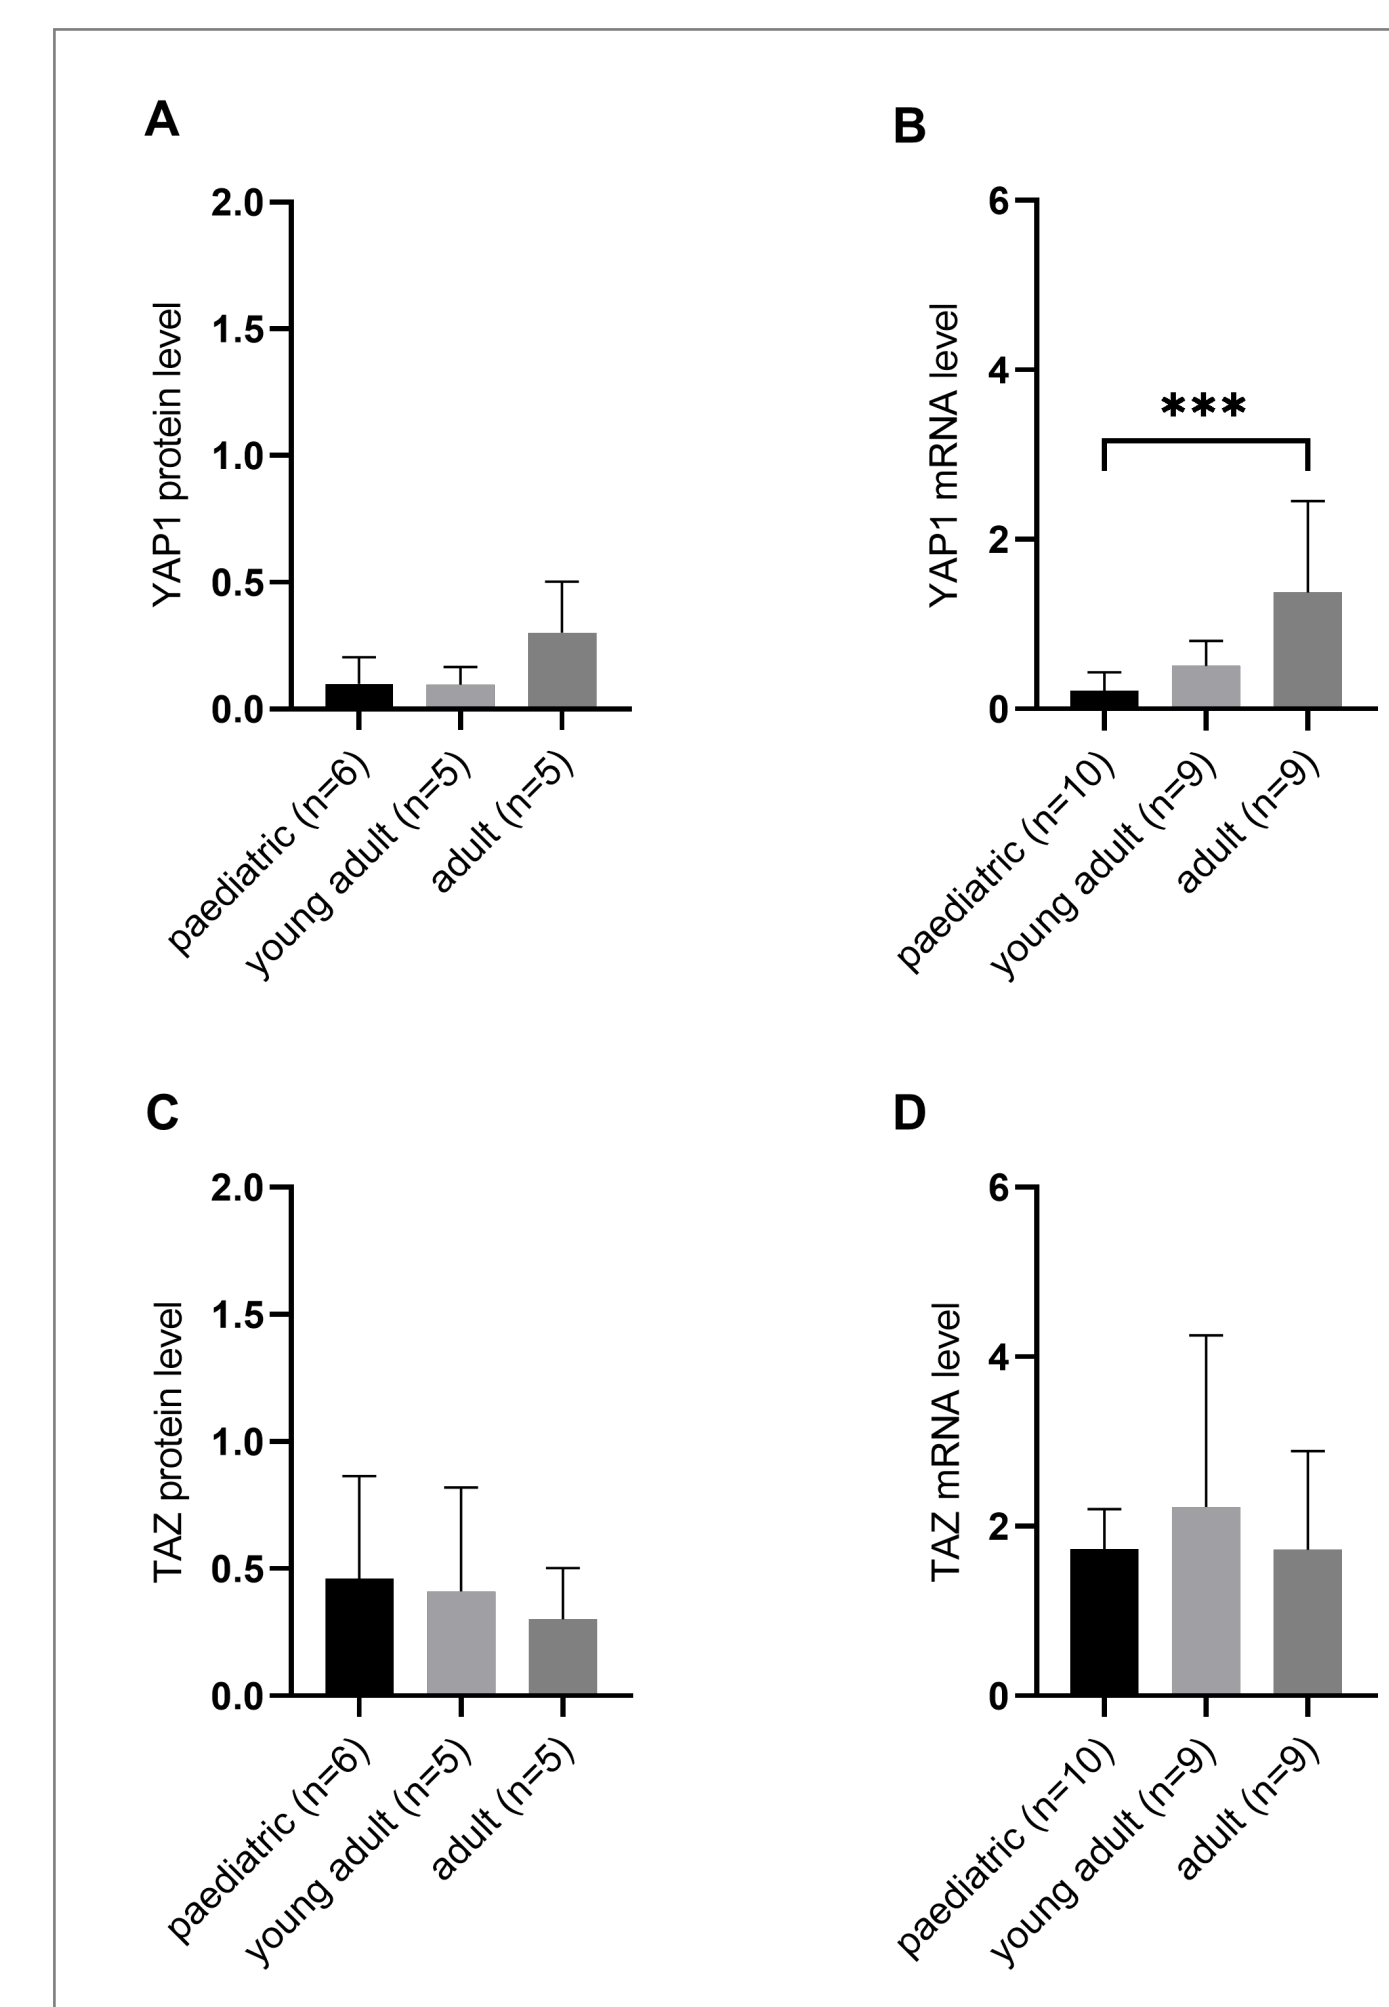 A
YAP1 protein level
2.0
1.5
1.0
0.5
0.0
paediatric (n=6)
young adult (n=5)
adult (n=5)
B
YAP1 mRNA level
6
4
2
0
***
paediatric (n=10)
young adult (n=9)
adult (n=9)
C
TAZ protein level
2.0
1.5
1.0
0.5
0.0
paediatric (n=6)
young adult (n=5)
adult (n=5)
D
TAZ mRNA level
6
4
2
0
paediatric (n=10)
young adult (n=9)
adult (n=9)